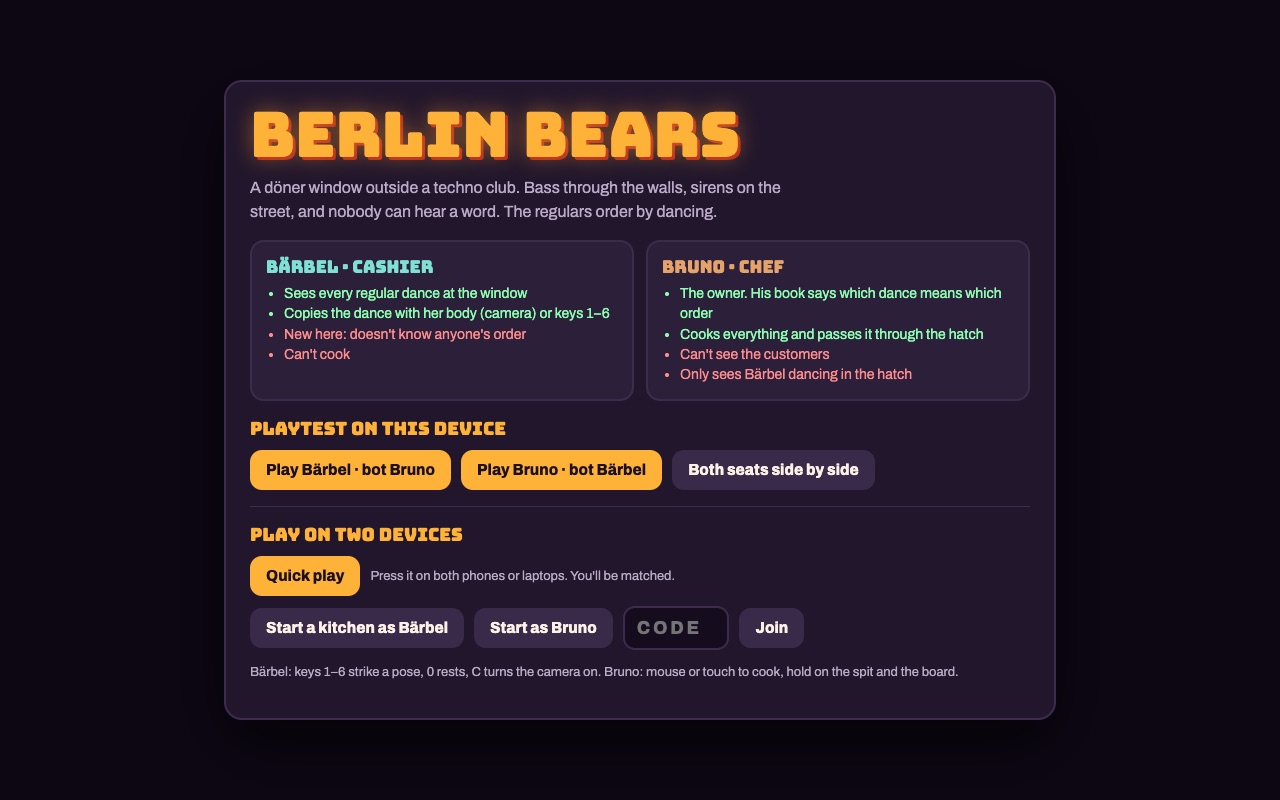 BERLIN BEARS
A döner window outside a techno club. Bass through the walls, sirens on the
street, and nobody can hear a word. The regulars order by dancing.
BÄRBEL · CASHIER
• Sees every regular dance at the window
• Copies the dance with her body (camera) or keys 1–6
• New here: doesn't know anyone's order
• Can't cook
BRUNO · CHEF
• The owner. His book says which dance means which
order
• Cooks everything and passes it through the hatch
• Can't see the customers
• Only sees Bärbel dancing in the hatch
PLAYTEST ON THIS DEVICE
Play Bärbel · bot Bruno
Play Bruno · bot Bärbel
Both seats side by side
PLAY ON TWO DEVICES
Quick play
Press it on both phones or laptops. You'll be matched.
Start a kitchen as Bärbel
Start as Bruno
CODE
Join
Bärbel: keys 1–6 strike a pose, 0 rests, C turns the camera on. Bruno: mouse or touch to cook, hold on the spit and the board.